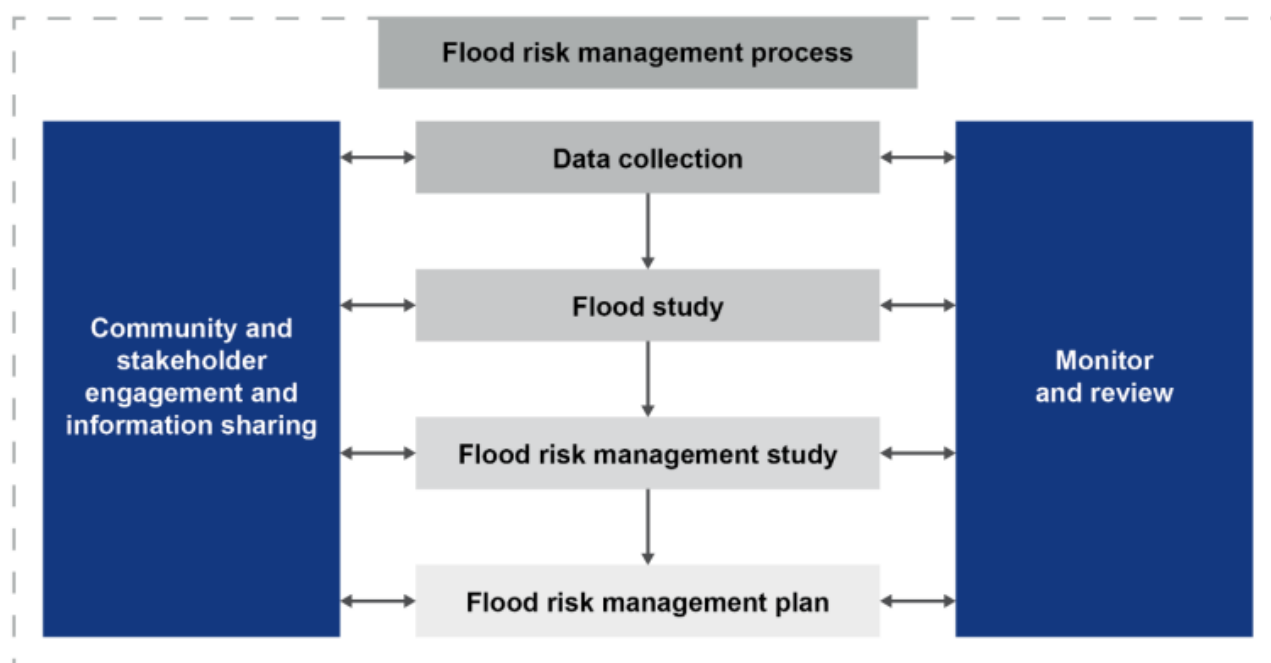 Flood risk management process
Community and
stakeholder
engagement and
information sharing
Data collection
Flood study
Flood risk management study
Flood risk management plan
Monitor
and review